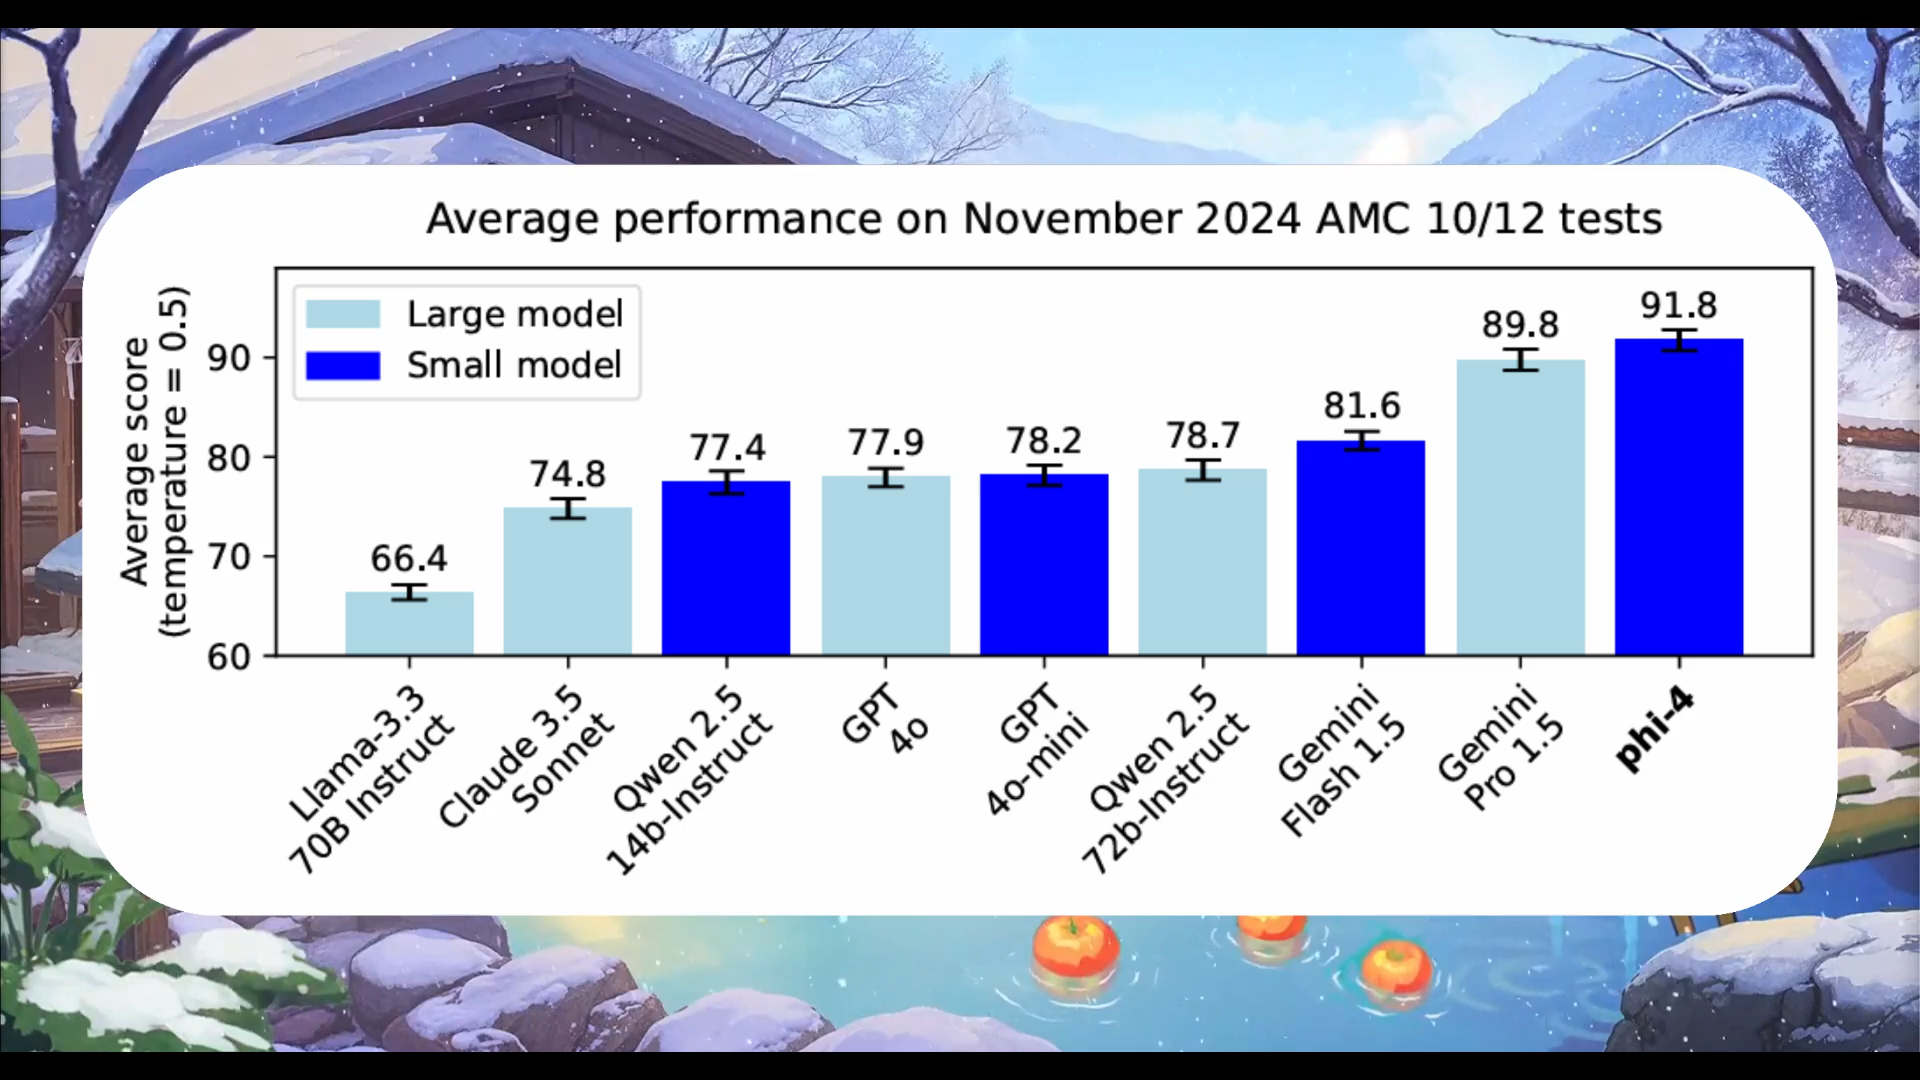 Average performance on November 2024 AMC 10/12 tests
Average score
(temperature = 0.5)
90
80
70
60
Large model
Small model
66.4
74.8
77.4
77.9
78.2
78.7
81.6
89.8
91.8
Llama-3.3
70B Instruct
Claude 3.5
Sonnet
Qwen 2.5
14b-Instruct
GPT
4o
GPT
4o-mini
Qwen 2.5
72b-Instruct
Gemini
Flash 1.5
Gemini
Pro 1.5
phi-4